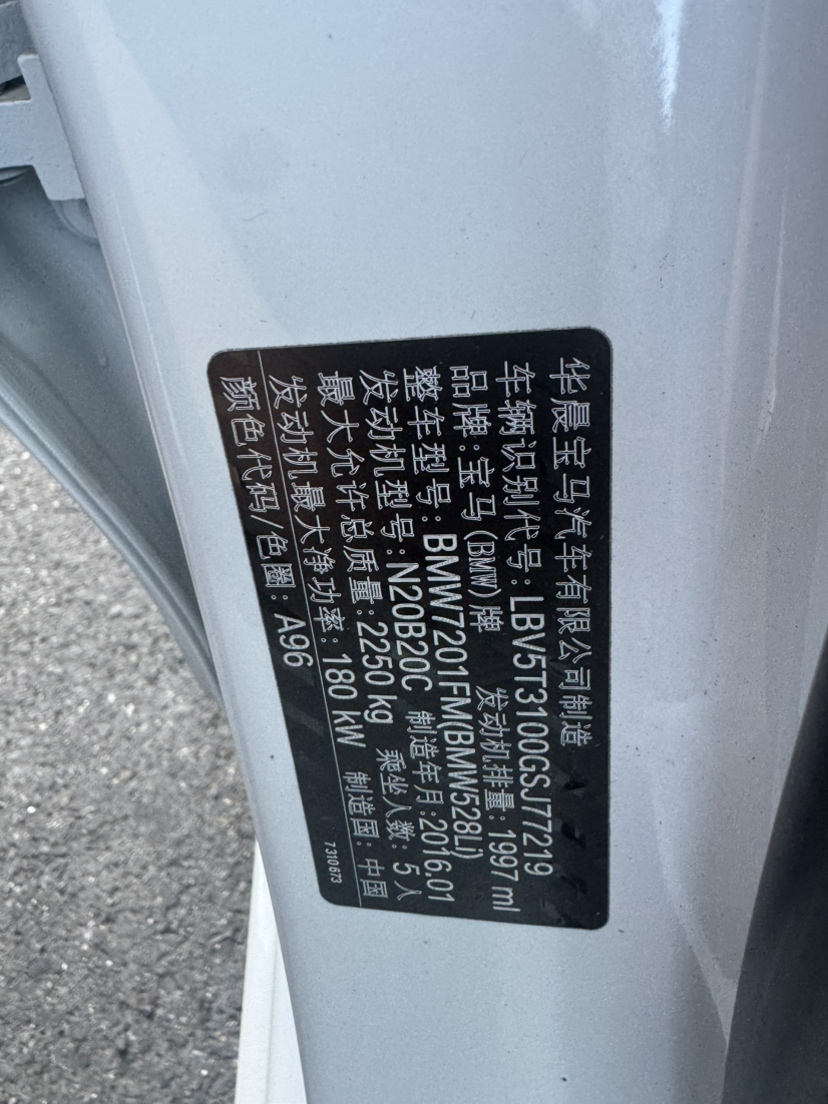 华晨宝马汽车有限公司制造
车辆识别代号：LBV5T3100GSJ77219
品牌：宝马(BMW)牌 发动机排量：1997 ml
整车型号：BMW7201FM(BMW528Li)
发动机型号：N20B20C 制造年月：2016.01
最大允许总质量：2250 kg 乘坐人数：5人
发动机最大净功率：180 kW 制造国：中国
颜色代码/色圈：A96 7310673